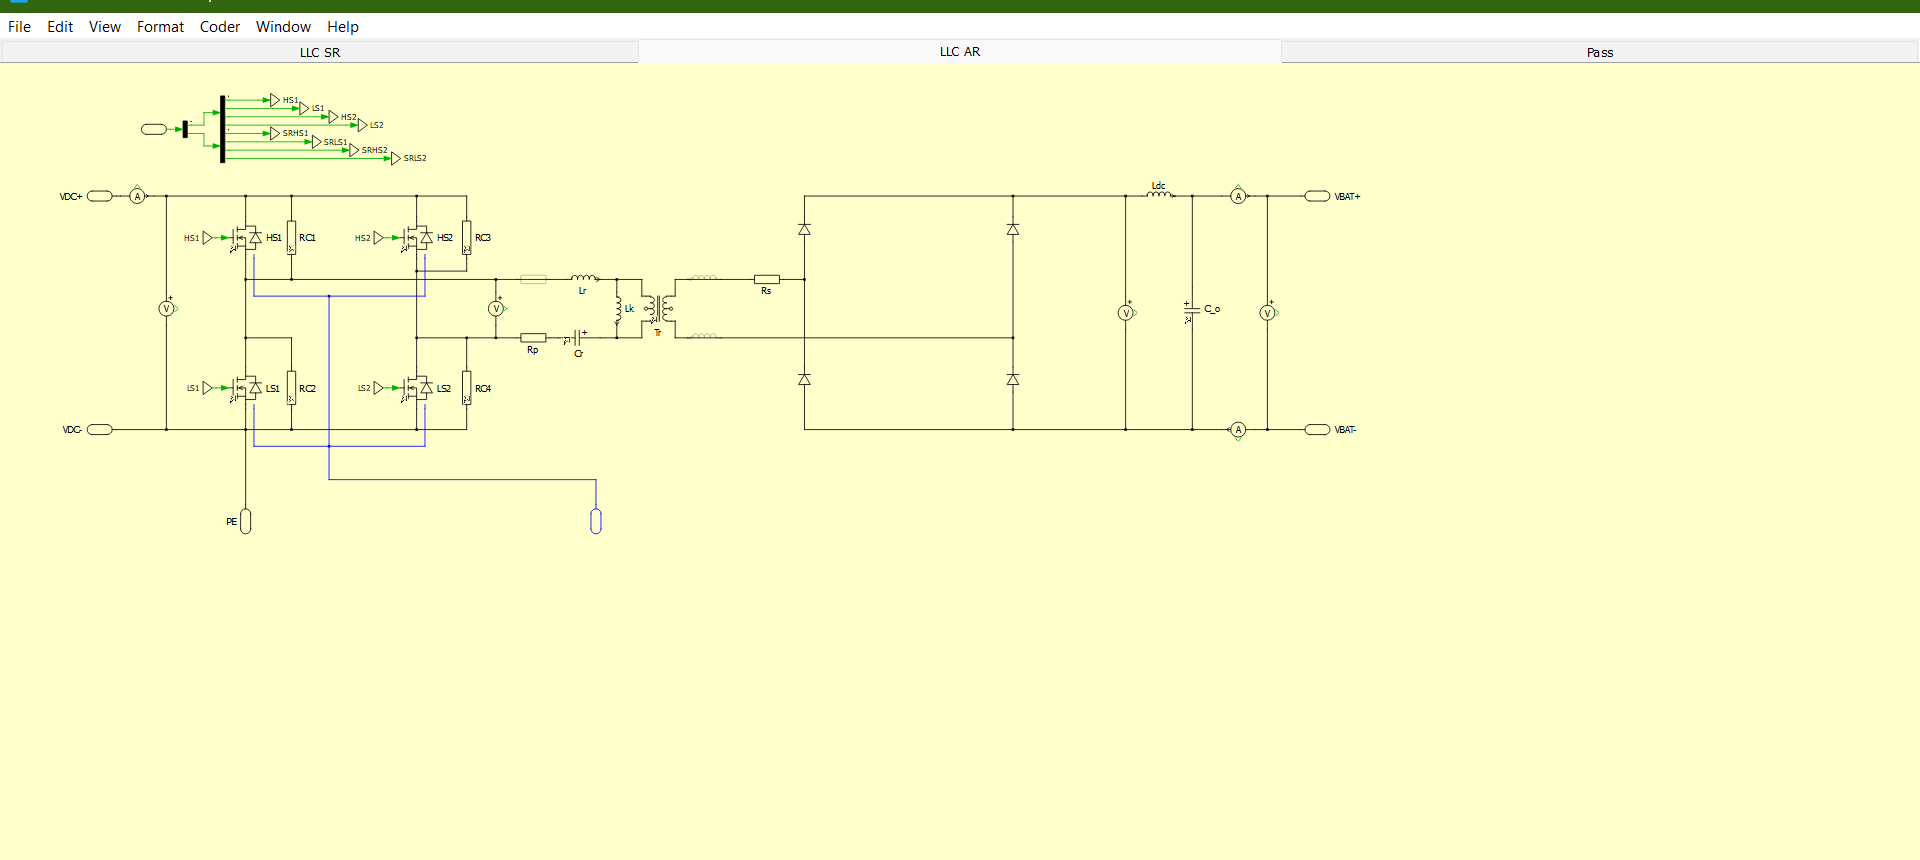 File Edit View Format Coder Window Help
LLC SR LLC AR Pass
HS1
LS1
HS2
LS2
SRHS1
SRLS1
SRHS2
SRLS2
VDC+ A Ldc A VBAT+
HS1 HS1 RC1 HS2 HS2 RC3
Lr Rs
V V Lk V C_o V
Tr
Rp Cr
LS1 LS1 RC2 LS2 LS2 RC4
VDC- A VBAT-
PE